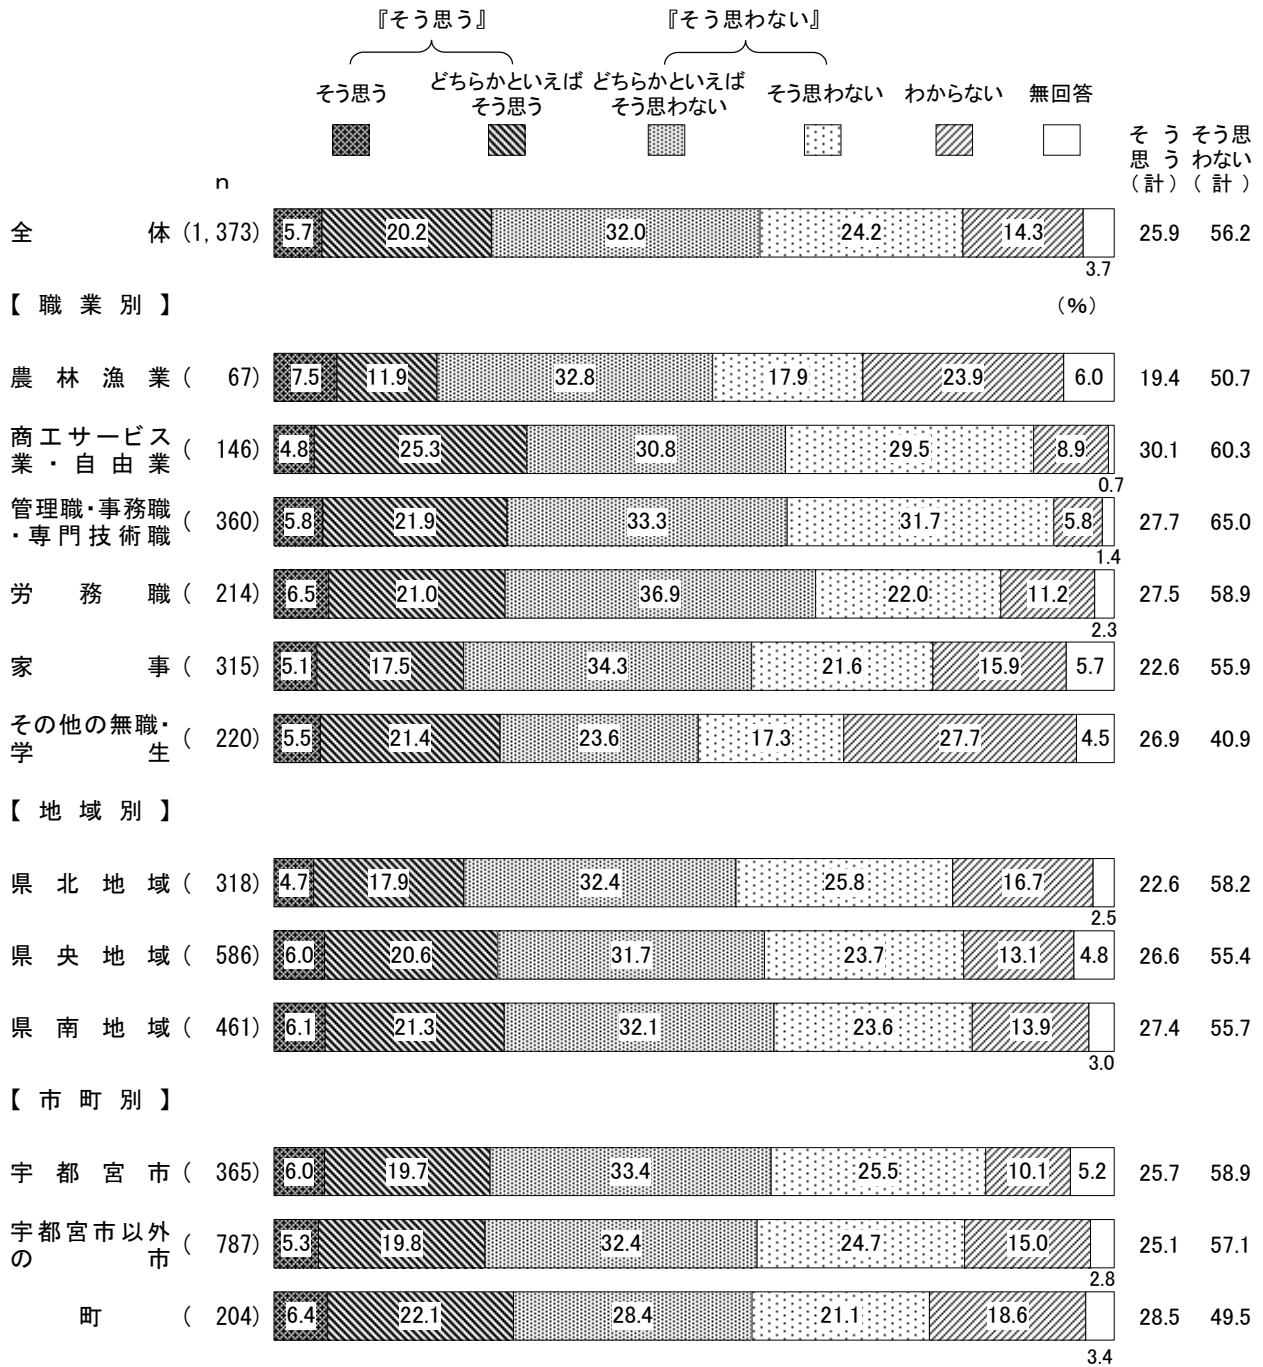 『そう思う』 『そう思わない』
そう思う どちらかといえば そう思う どちらかといえば そう思わない そう思わない わからない 無回答
そう思う（計） そう思わない（計）
n
全体 (1,373) 5.7 20.2 32.0 24.2 14.3 3.7 25.9 56.2
【職業別】 （%）
農林漁業 ( 67) 7.5 11.9 32.8 17.9 23.9 6.0 19.4 50.7
商工サービス業・自由業 ( 146) 4.8 25.3 30.8 29.5 8.9 0.7 30.1 60.3
管理職・事務職・専門技術職 ( 360) 5.8 21.9 33.3 31.7 5.8 1.4 27.7 65.0
労務職 ( 214) 6.5 21.0 36.9 22.0 11.2 2.3 27.5 58.9
家事 ( 315) 5.1 17.5 34.3 21.6 15.9 5.7 22.6 55.9
その他の無職・学生 ( 220) 5.5 21.4 23.6 17.3 27.7 4.5 26.9 40.9
【地域別】
県北地域 ( 318) 4.7 17.9 32.4 25.8 16.7 2.5 22.6 58.2
県央地域 ( 586) 6.0 20.6 31.7 23.7 13.1 4.8 26.6 55.4
県南地域 ( 461) 6.1 21.3 32.1 23.6 13.9 3.0 27.4 55.7
【市町別】
宇都宮市 ( 365) 6.0 19.7 33.4 25.5 10.1 5.2 25.7 58.9
宇都宮市以外の市 ( 787) 5.3 19.8 32.4 24.7 15.0 2.8 25.1 57.1
町 ( 204) 6.4 22.1 28.4 21.1 18.6 3.4 28.5 49.5